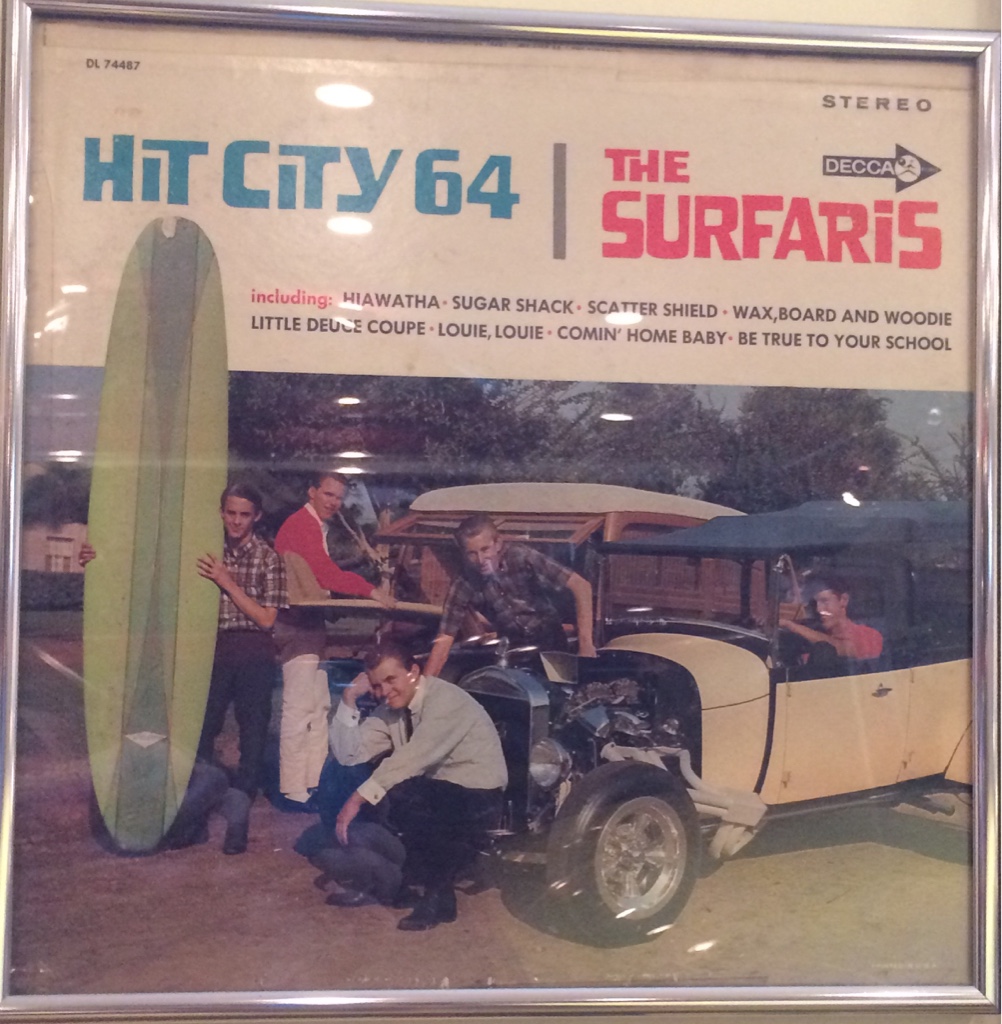 DL 74487
STEREO
HIT CITY 64
THE
SURFARIS
DECCA
including: HIAWATHA • SUGAR SHACK • SCATTER SHIELD • WAX,BOARD AND WOODIE
LITTLE DEUCE COUPE • LOUIE, LOUIE • COMIN' HOME BABY • BE TRUE TO YOUR SCHOOL